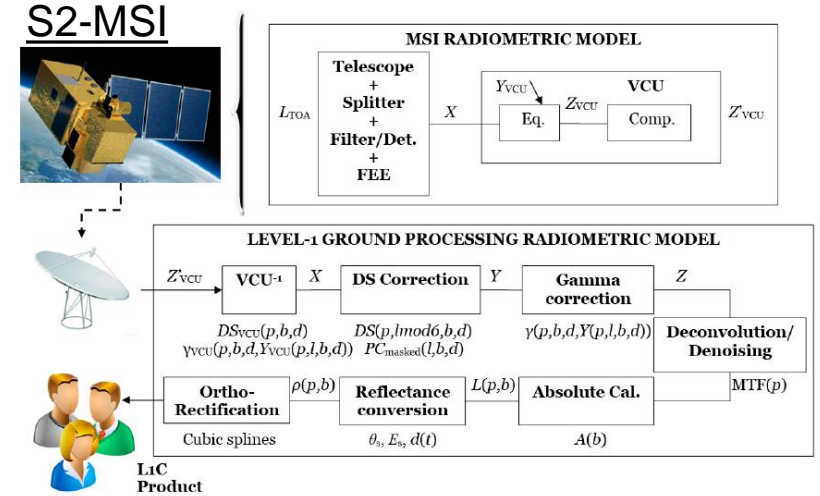 S2-MSI
MSI RADIOMETRIC MODEL
Telescope
+
Splitter
+
Filter/Det.
+
FEE
L_TOA
X
VCU
Y_VCU
Eq.
Z_VCU
Comp.
Z'_VCU
LEVEL-1 GROUND PROCESSING RADIOMETRIC MODEL
Z'_VCU
VCU⁻¹
X
DS Correction
Y
Gamma
correction
Z
DS_VCU(p,b,d)
γ_VCU(p,b,d,Y_VCU(p,l,b,d))
DS(p,lmod6,b,d)
PC_masked(l,b,d)
γ(p,b,d,Y(p,l,b,d))
Deconvolution/
Denoising
MTF(p)
Absolute Cal.
A(b)
L(p,b)
Reflectance
conversion
θ_s, E_s, d(t)
ρ(p,b)
Ortho-
Rectification
Cubic splines
L1C
Product